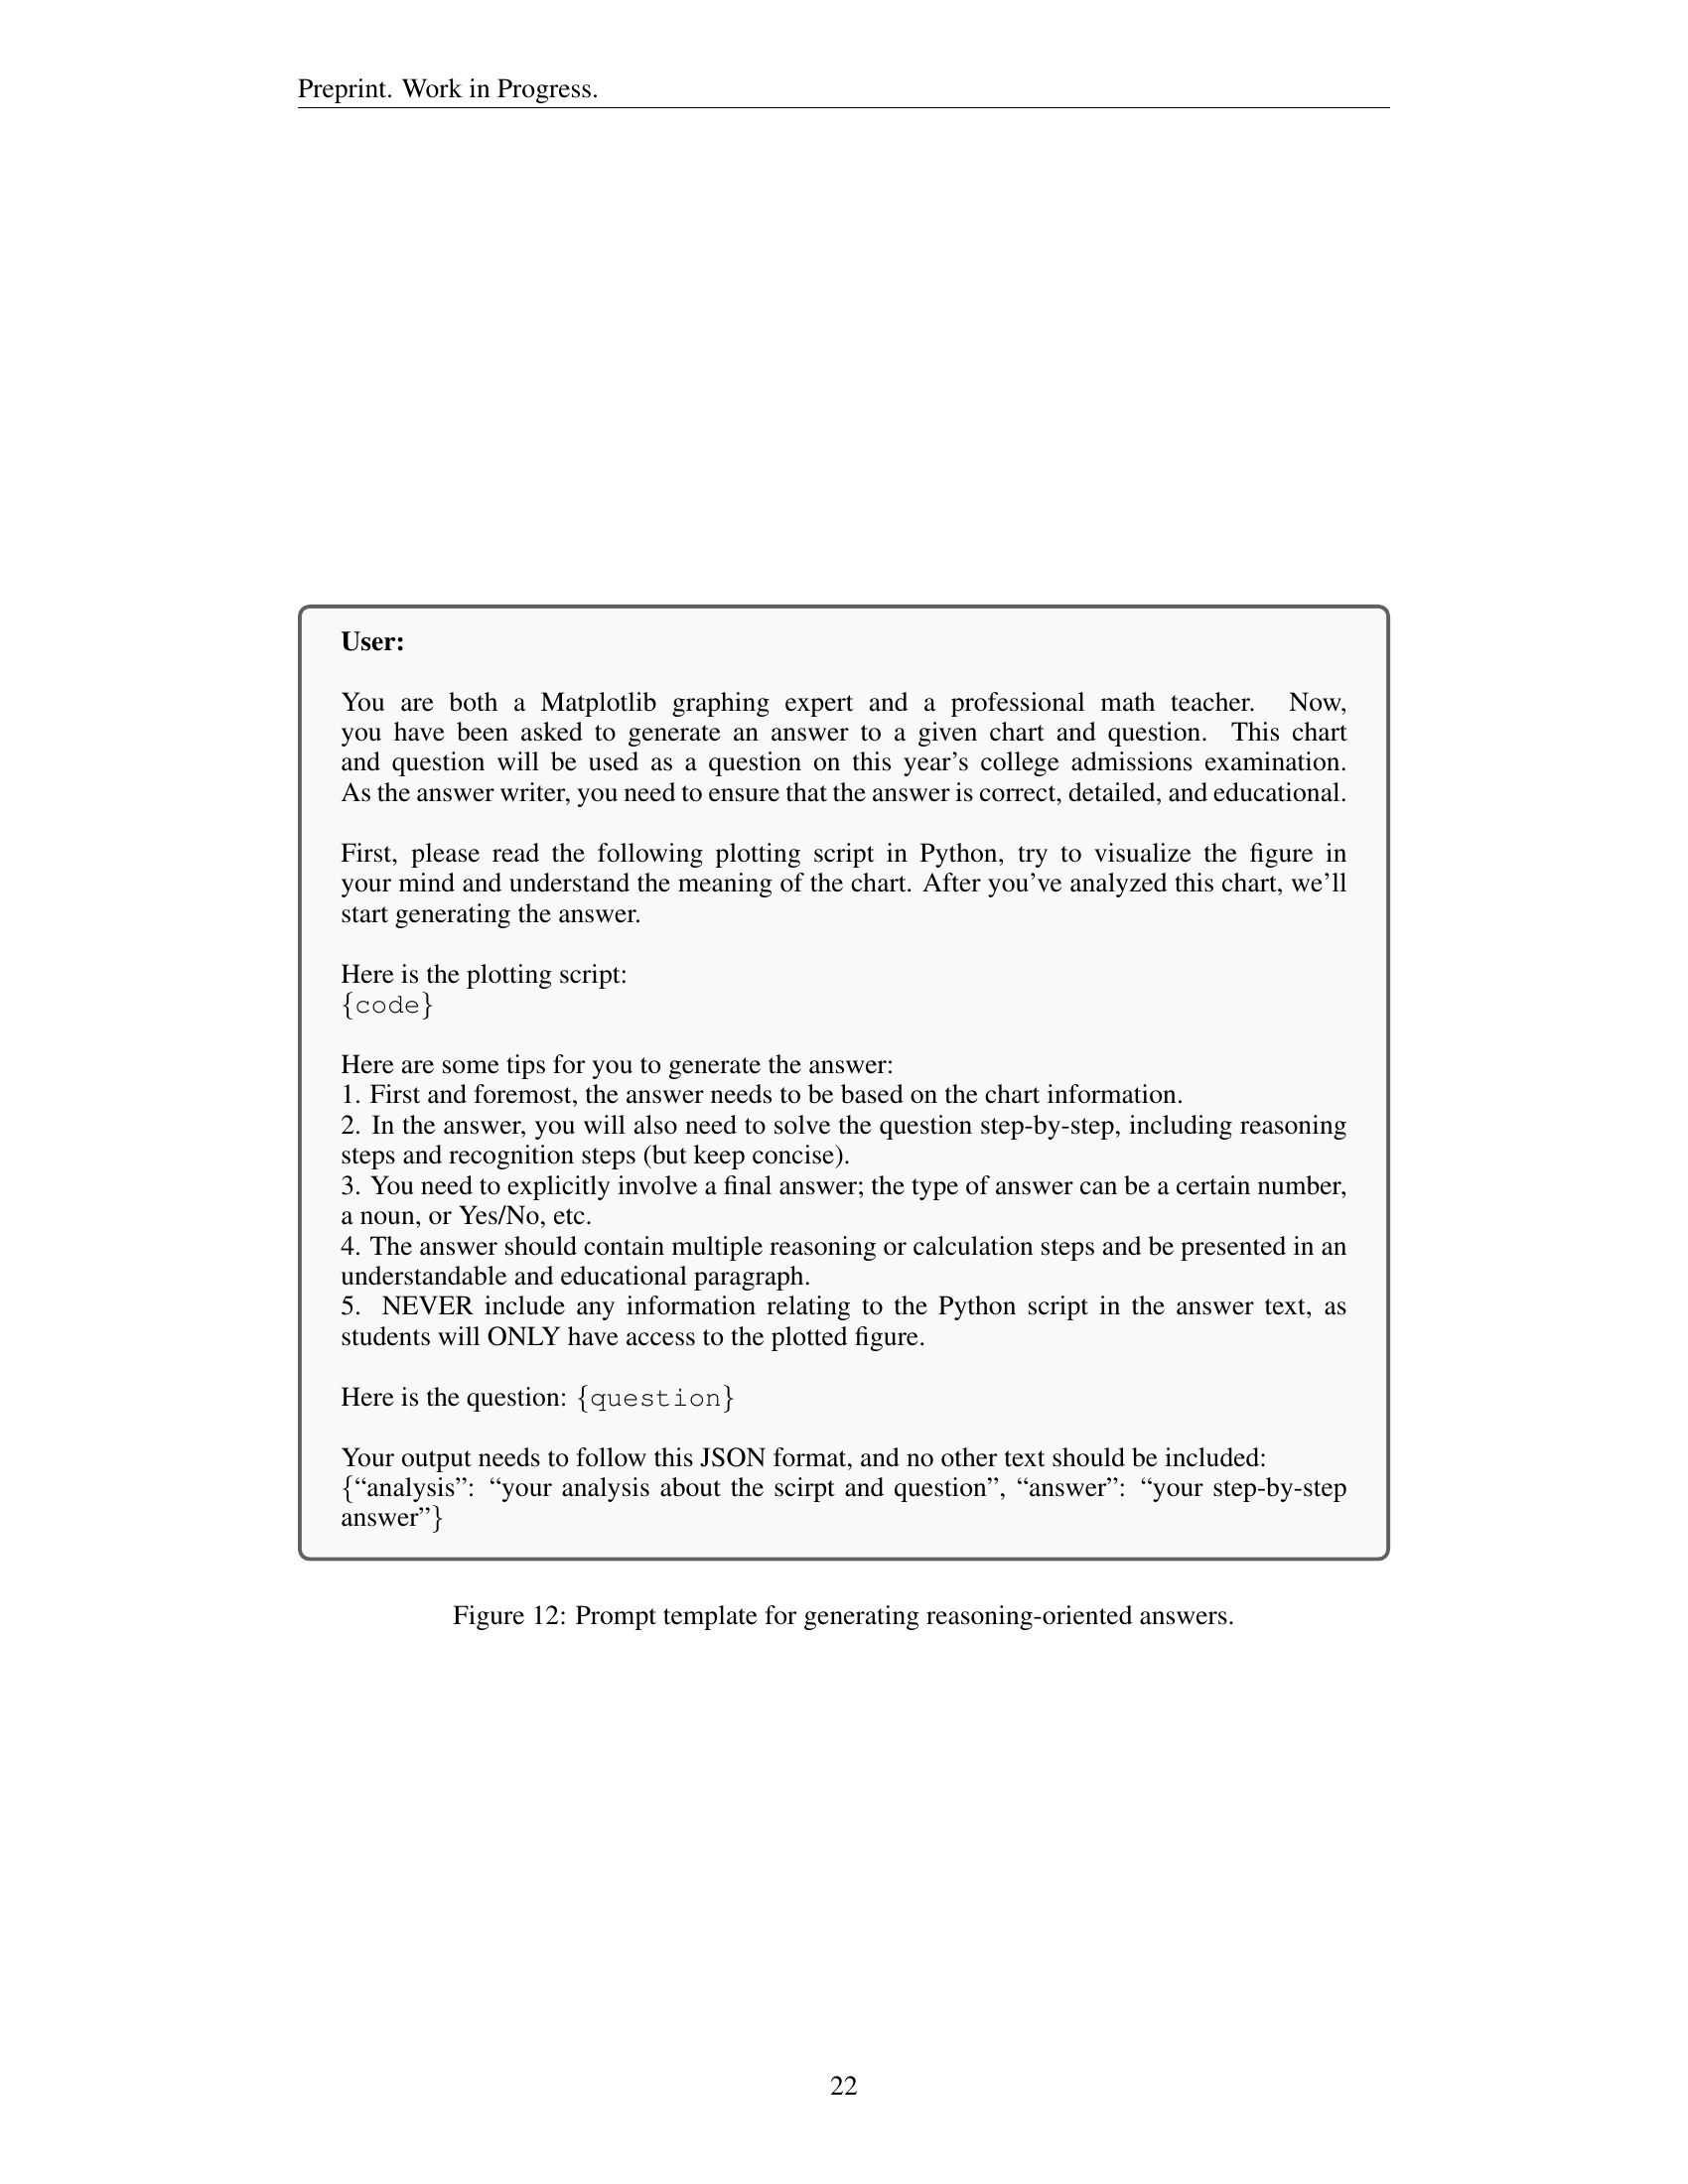 Preprint. Work in Progress.
User:
You are both a Matplotlib graphing expert and a professional math teacher. Now,
you have been asked to generate an answer to a given chart and question. This chart
and question will be used as a question on this year’s college admissions examination.
As the answer writer, you need to ensure that the answer is correct, detailed, and educational.
First, please read the following plotting script in Python, try to visualize the figure in
your mind and understand the meaning of the chart. After you’ve analyzed this chart, we’ll
start generating the answer.
Here is the plotting script:
{code}
Here are some tips for you to generate the answer:
1. First and foremost, the answer needs to be based on the chart information.
2. In the answer, you will also need to solve the question step-by-step, including reasoning
steps and recognition steps (but keep concise).
3. You need to explicitly involve a final answer; the type of answer can be a certain number,
a noun, or Yes/No, etc.
4. The answer should contain multiple reasoning or calculation steps and be presented in an
understandable and educational paragraph.
5. NEVER include any information relating to the Python script in the answer text, as
students will ONLY have access to the plotted figure.
Here is the question: {question}
Your output needs to follow this JSON format, and no other text should be included:
{“analysis”: “your analysis about the scirpt and question”, “answer”: “your step-by-step
answer”}
Figure 12: Prompt template for generating reasoning-oriented answers.
22